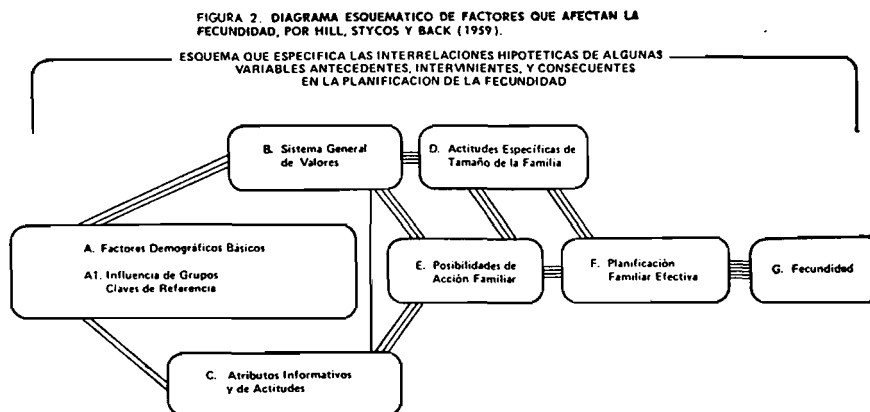 FIGURA 2. DIAGRAMA ESQUEMATICO DE FACTORES QUE AFECTAN LA
FECUNDIDAD, POR HILL, STYCOS Y BACK (1959).
ESQUEMA QUE ESPECIFICA LAS INTERRELACIONES HIPOTETICAS DE ALGUNAS
VARIABLES ANTECEDENTES, INTERVINIENTES, Y CONSECUENTES
EN LA PLANIFICACION DE LA FECUNDIDAD
B. Sistema General
de Valores
D. Actitudes Específicas de
Tamaño de la Familia
A. Factores Demográficos Básicos
A1. Influencia de Grupos
Claves de Referencia
E. Posibilidades de
Acción Familiar
F. Planificación
Familiar Efectiva
G. Fecundidad
C. Atributos Informativos
y de Actitudes